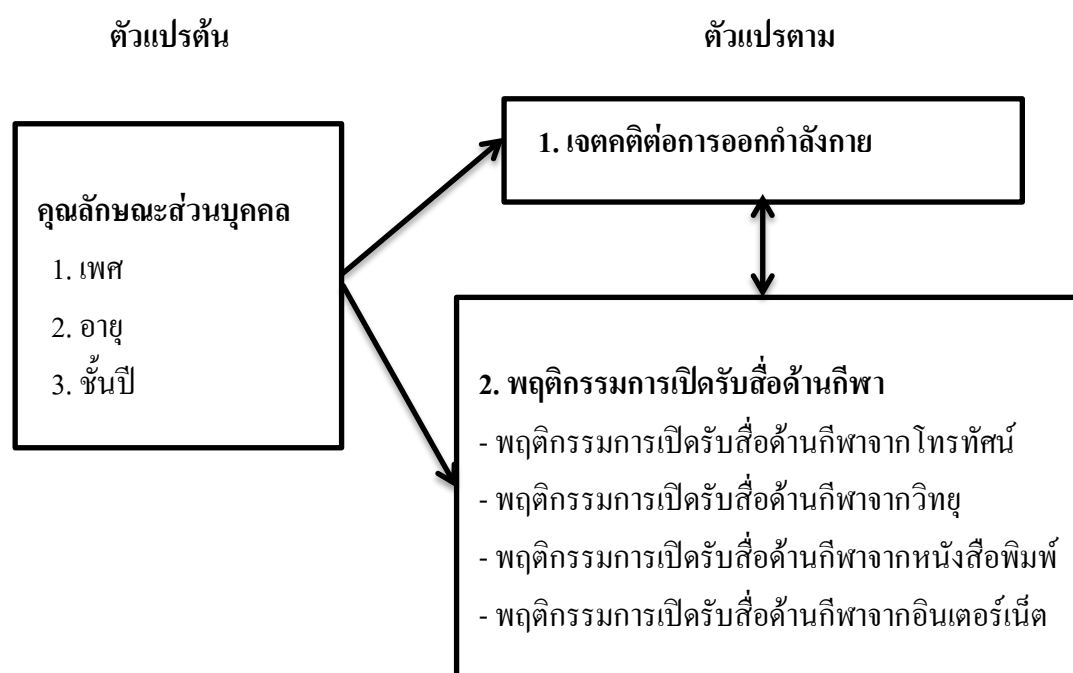 ตัวแปรต้น
ตัวแปรตาม
คุณลักษณะส่วนบุคคล
1. เพศ
2. อายุ
3. ชั้นปี
1. เจตคติต่อการออกกำลังกาย
2. พฤติกรรมการเปิดรับสื่อด้านกีฬา
- พฤติกรรมการเปิดรับสื่อด้านกีฬาจากโทรทัศน์
- พฤติกรรมการเปิดรับสื่อด้านกีฬาจากวิทยุ
- พฤติกรรมการเปิดรับสื่อด้านกีฬาจากหนังสือพิมพ์
- พฤติกรรมการเปิดรับสื่อด้านกีฬาจากอินเตอร์เน็ต